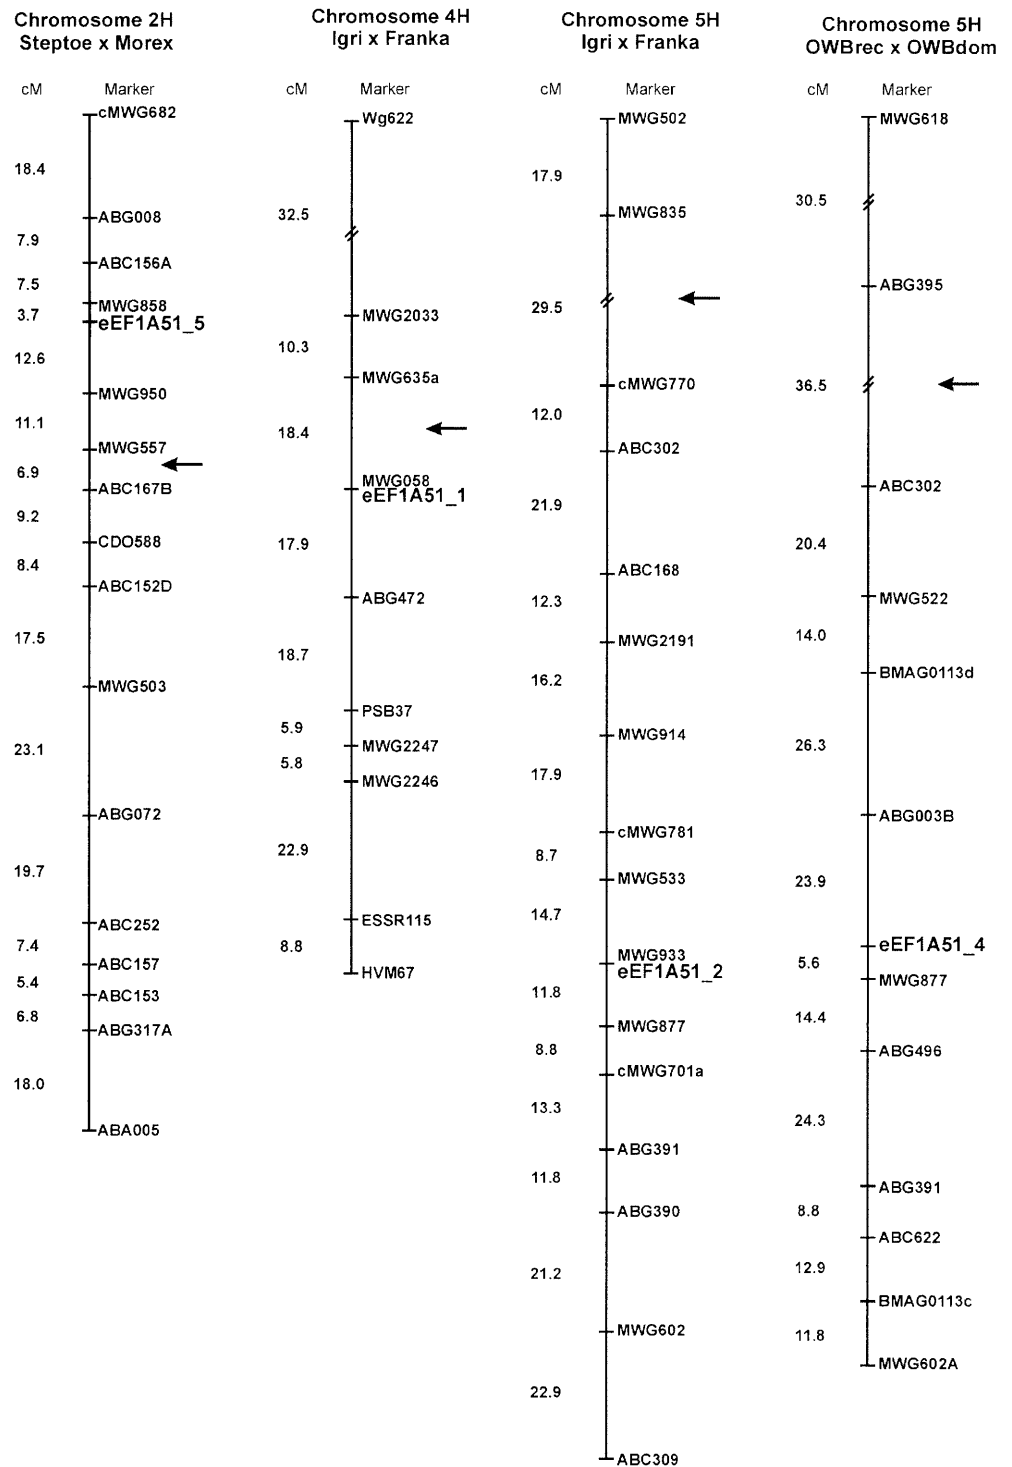 Chromosome 2H
Steptoe x Morex
cM Marker
cMWG682
18.4
ABG008
7.9
ABC156A
7.5
MWG858
3.7
eEF1A51_5
12.6
MWG950
11.1
MWG557
6.9
ABC167B
9.2
CDO588
8.4
ABC152D
17.5
MWG503
23.1
ABG072
19.7
ABC252
7.4
ABC157
5.4
ABC153
6.8
ABG317A
18.0
ABA005
Chromosome 4H
Igri x Franka
cM Marker
Wg622
32.5
MWG2033
10.3
MWG635a
18.4
MWG058
eEF1A51_1
17.9
ABG472
18.7
PSB37
5.9
MWG2247
5.8
MWG2246
22.9
ESSR115
8.8
HVM67
Chromosome 5H
Igri x Franka
cM Marker
MWG502
17.9
MWG835
29.5
cMWG770
12.0
ABC302
21.9
ABC168
12.3
MWG2191
16.2
MWG914
17.9
cMWG781
8.7
MWG533
14.7
MWG933
eEF1A51_2
11.8
MWG877
8.8
cMWG701a
13.3
ABG391
11.8
ABG390
21.2
MWG602
22.9
ABC309
Chromosome 5H
OWBrec x OWBdom
cM Marker
MWG618
30.5
ABG395
36.5
ABC302
20.4
MWG522
14.0
BMAG0113d
26.3
ABG003B
23.9
eEF1A51_4
5.6
MWG877
14.4
ABG496
24.3
ABG391
8.8
ABC622
12.9
BMAG0113c
11.8
MWG602A